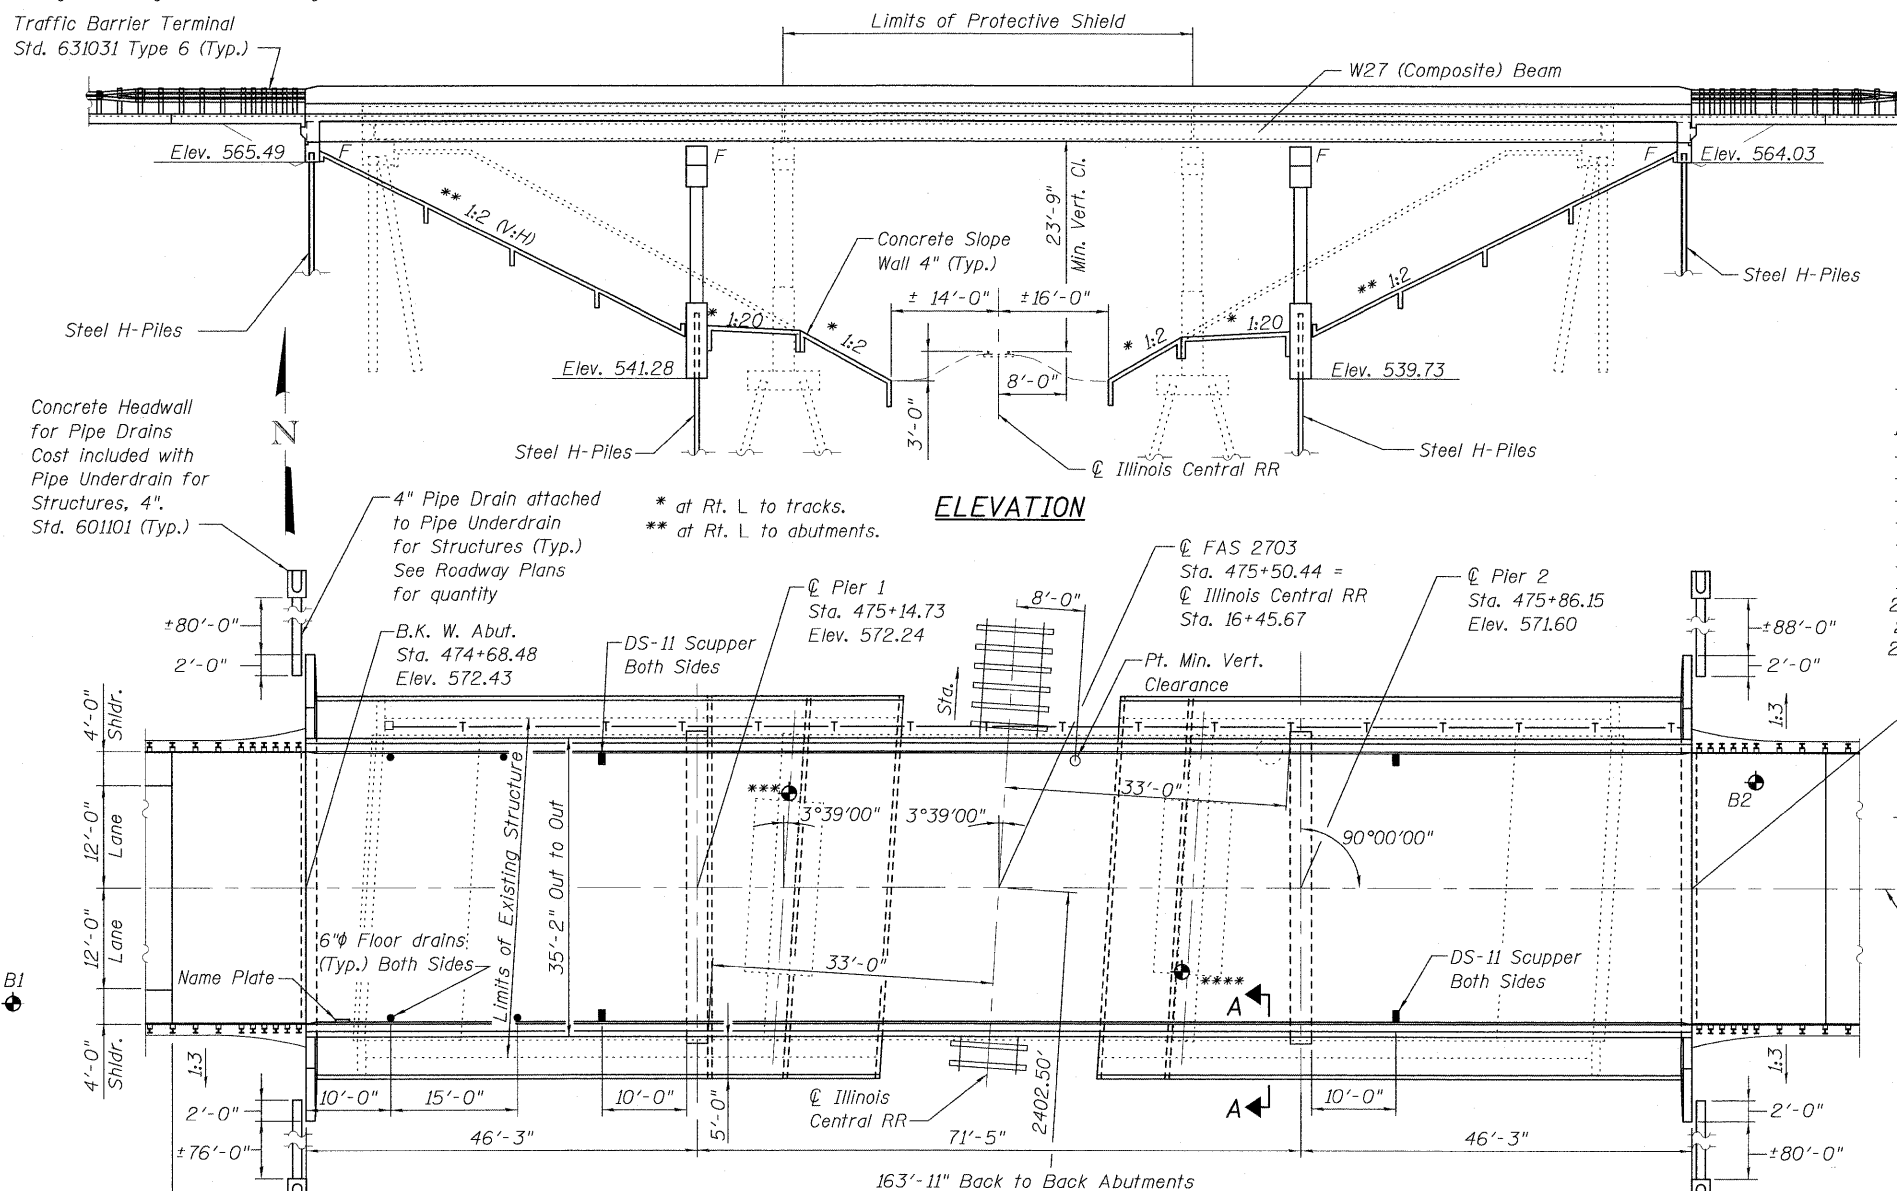 Traffic Barrier Terminal
Std. 631031 Type 6 (Typ.)
Limits of Protective Shield
W27 (Composite) Beam
Elev. 565.49
F
F
F
F
Elev. 564.03
** 1:2 (V:H)
Concrete Slope
Wall 4" (Typ.)
23'-9"
Min. Vert. Cl.
** 1:2
Steel H-Piles
Steel H-Piles
± 14'-0"
±16'-0"
* 1:20
* 1:2
* 1:2
* 1:20
Elev. 541.28
8'-0"
3'-0"
Elev. 539.73
Steel H-Piles
Steel H-Piles
℄ Illinois Central RR
ELEVATION
* at Rt. L to tracks.
** at Rt. L to abutments.
Concrete Headwall
for Pipe Drains
Cost included with
Pipe Underdrain for
Structures, 4".
Std. 601101 (Typ.)
N
4" Pipe Drain attached
to Pipe Underdrain
for Structures (Typ.)
See Roadway Plans
for quantity
℄ FAS 2703
Sta. 475+50.44 =
℄ Illinois Central RR
Sta. 16+45.67
℄ Pier 1
Sta. 475+14.73
Elev. 572.24
℄ Pier 2
Sta. 475+86.15
Elev. 571.60
8'-0"
±80'-0"
2'-0"
B.K. W. Abut.
Sta. 474+68.48
Elev. 572.43
DS-11 Scupper
Both Sides
Sta.
Pt. Min. Vert.
Clearance
±88'-0"
2'-0"
1:3
4'-0"
Shldr.
T T T T T T T T T T T T T T T T
12'-0"
Lane
Limits of Existing Structure
35'-2" Out to Out
***
3°39'00"
3°39'00"
33'-0"
90°00'00"
B2
12'-0"
Lane
6"ϕ Floor drains
(Typ.) Both Sides
Name Plate
33'-0"
****
A
DS-11 Scupper
Both Sides
B1
4'-0"
Shldr.
1:3
1:3
10'-0"
15'-0"
10'-0"
5'-0"
℄ Illinois
Central RR
2402.50'
A
10'-0"
2'-0"
±76'-0"
2'-0"
±80'-0"
46'-3"
71'-5"
46'-3"
163'-11" Back to Back Abutments